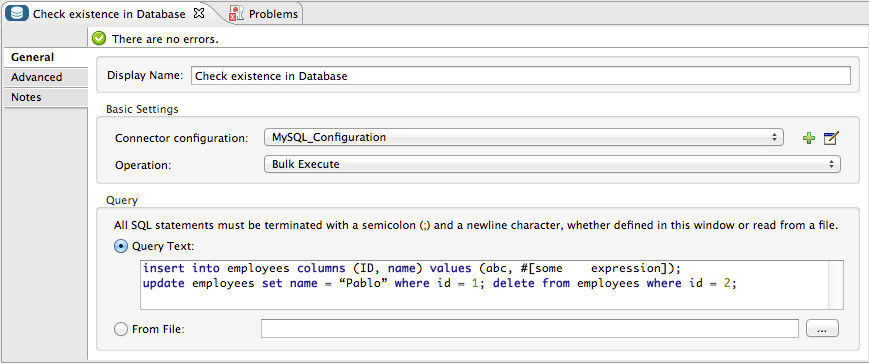 Check existence in Database Problems
There are no errors.
General
Advanced
Notes
Display Name: Check existence in Database
Basic Settings
Connector configuration: MySQL_Configuration
Operation: Bulk Execute
Query
All SQL statements must be terminated with a semicolon (;) and a newline character, whether defined in this window or read from a file.
Query Text:
insert into employees columns (ID, name) values (abc, #[some    expression]);
update employees set name = “Pablo” where id = 1; delete from employees where id = 2;
From File: ...